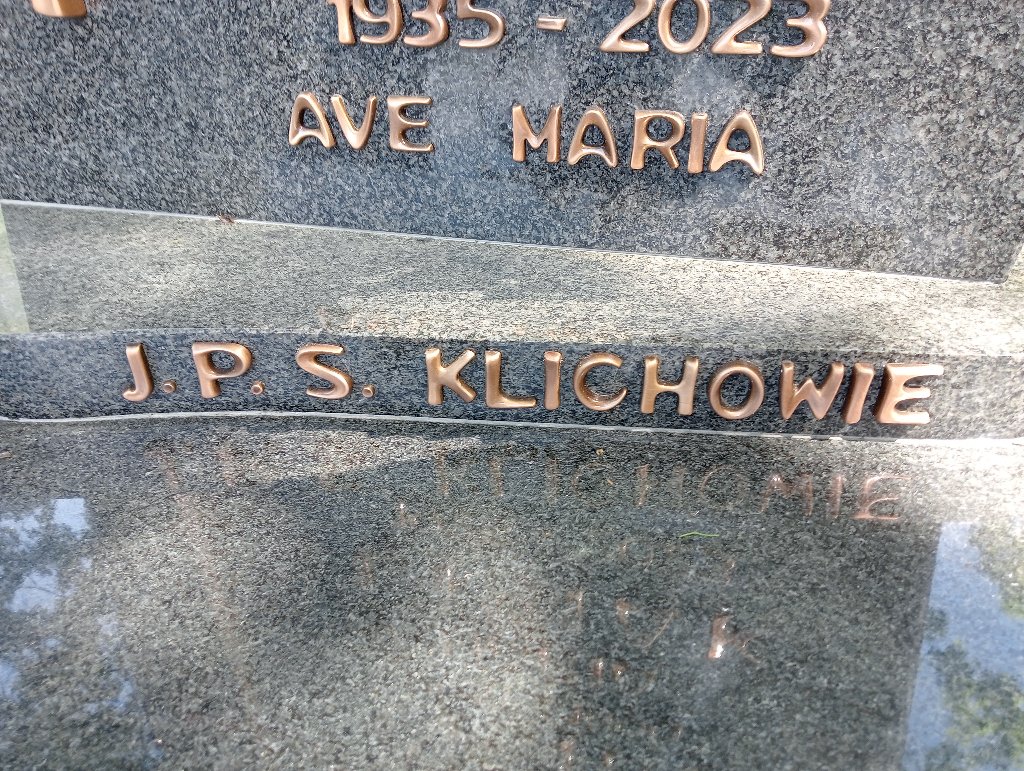 1935 - 2023
AVE MARIA
J. P. S. KLICHOWIE